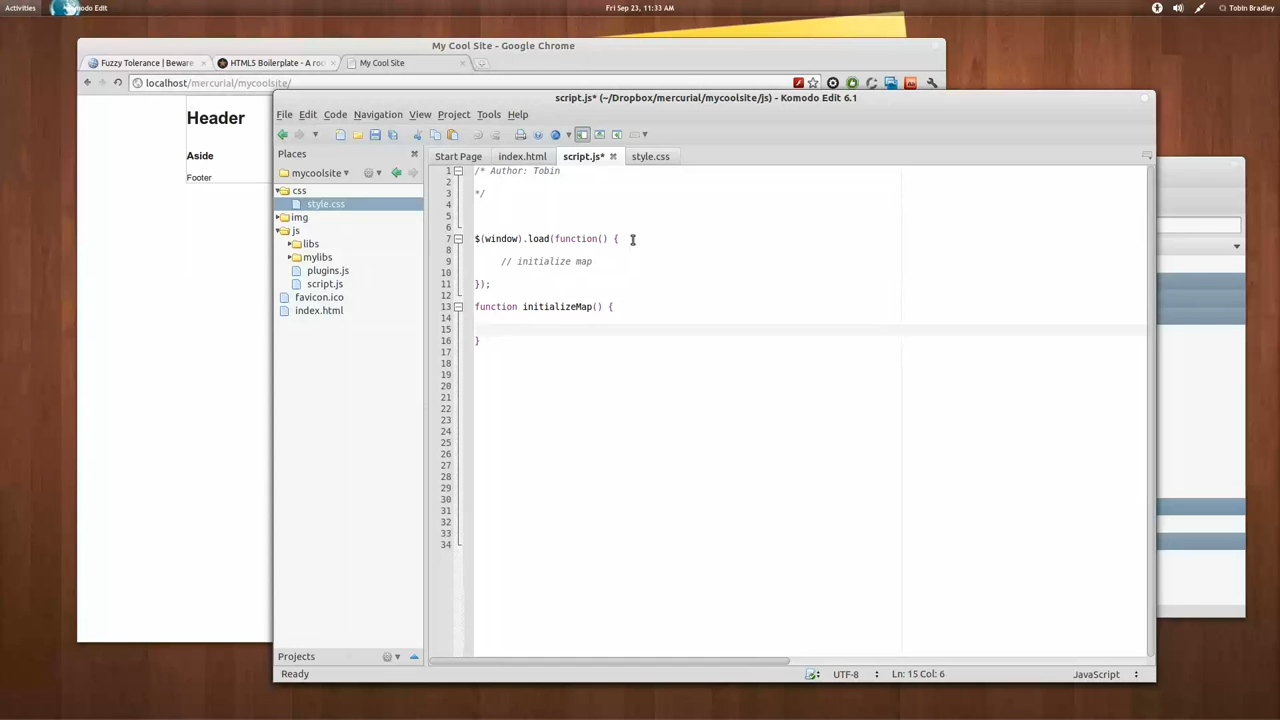 Activities
Komodo Edit
Fri Sep 23, 11:33 AM
Tobin Bradley
My Cool Site - Google Chrome
Fuzzy Tolerance | Beware
HTML5 Boilerplate - A rock
My Cool Site
localhost/mercurial/mycoolsite/
Header
Aside
Footer
script.js* (~/Dropbox/mercurial/mycoolsite/js) - Komodo Edit 6.1
File Edit Code Navigation View Project Tools Help
Places
Start Page index.html script.js* style.css
mycoolsite
css
style.css
img
js
libs
mylibs
plugins.js
script.js
favicon.ico
index.html
1 /* Author: Tobin
2
3 */
4
5
6
7 $(window).load(function() {
8
9 // initialize map
10
11 });
12
13 function initializeMap() {
14
15
16 }
17
18
19
20
21
22
23
24
25
26
27
28
29
30
31
32
33
34
Projects
Ready
UTF-8
Ln: 15 Col: 6
JavaScript